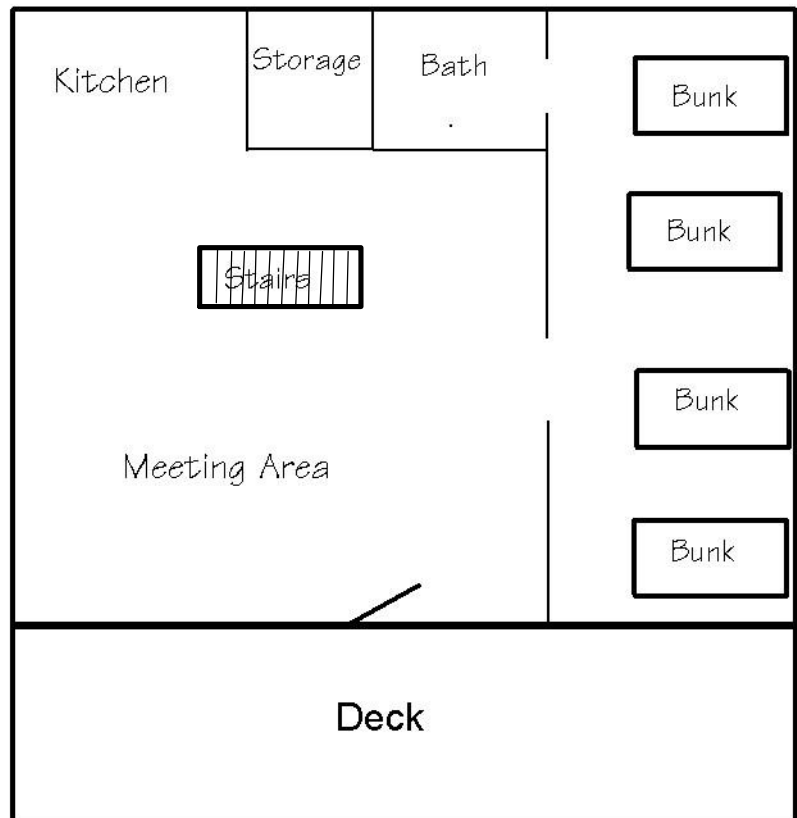 Kitchen
Storage
Bath
Bunk
Bunk
Stairs
Bunk
Meeting Area
Bunk
Deck